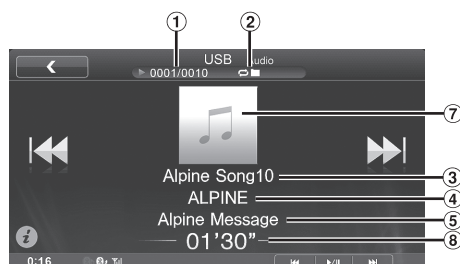 ① ②
USB Audio
0001/0010
⑦
Alpine Song10 ③
ALPINE ④
Alpine Message ⑤
01'30" ⑧
i
0:16